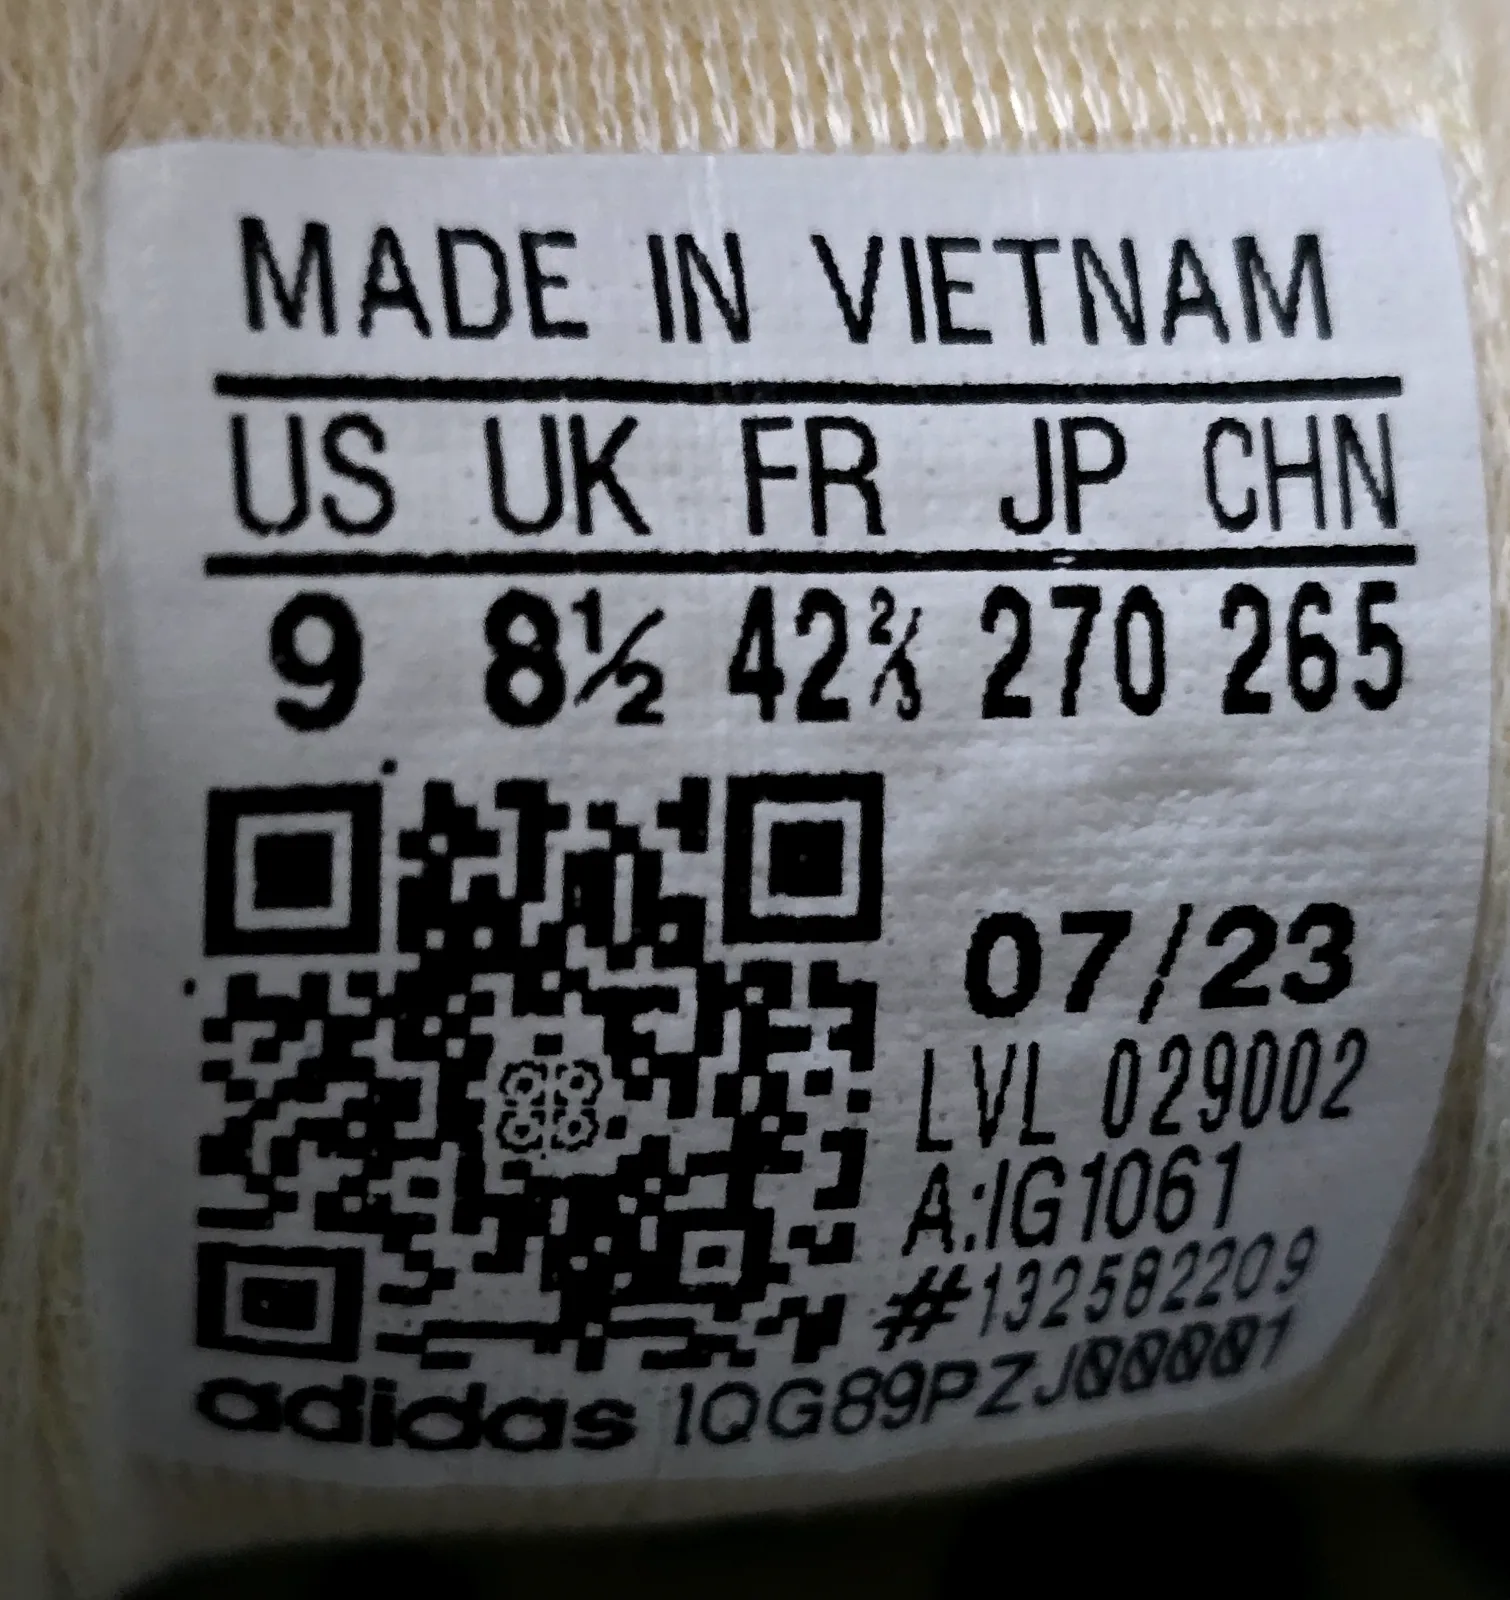 MADE IN VIETNAM
US UK FR JP CHN
9 8½ 42⅔ 270 265
07/23
LVL 029002
A:IG1061
#132582209
adidas 1QG89PZJ00001